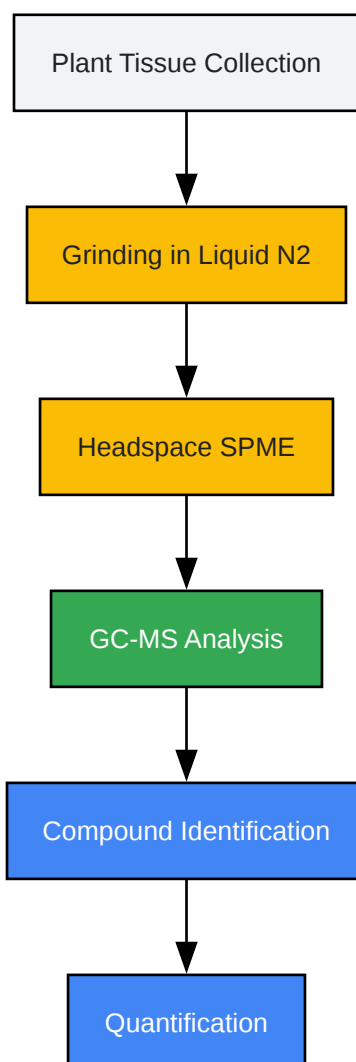 Plant Tissue Collection
Grinding in Liquid N2
Headspace SPME
GC-MS Analysis
Compound Identification
Quantification